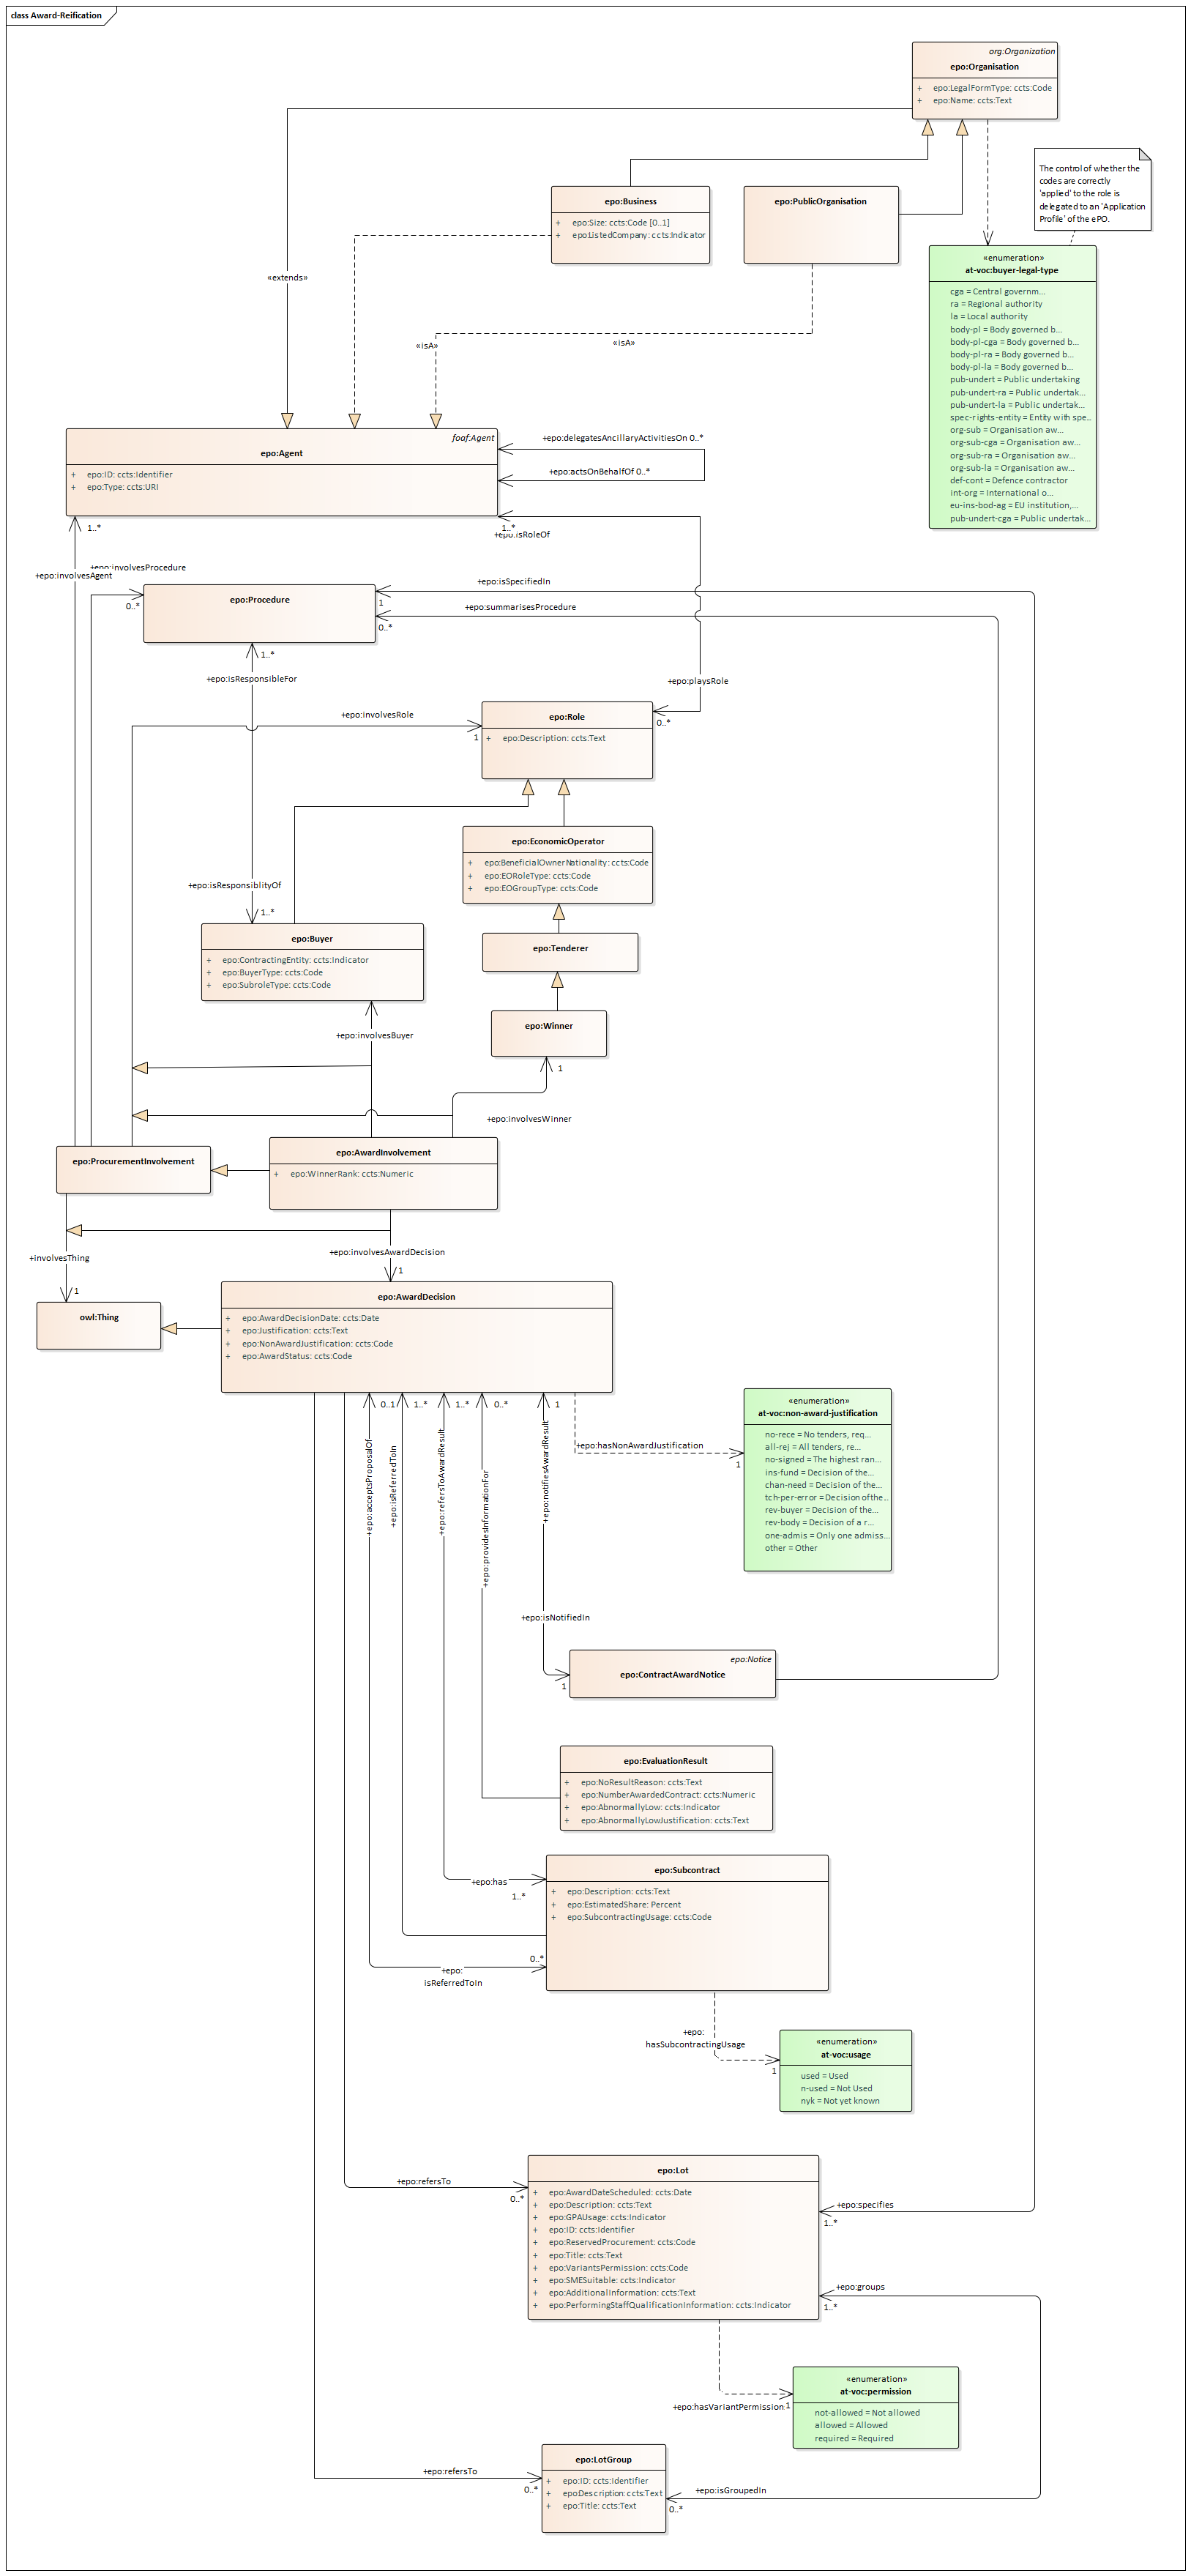 class Award-Reification
org:Organization
epo:Organisation
+ epo:LegalFormType: ccts:Code
+ epo:Name: ccts:Text
The control of whether the
codes are correctly
'applied' to the role is
delegated to an 'Application
Profile' of the ePO.
epo:Business
+ epo:Size: ccts:Code [0..1]
+ epo:ListedCompany: ccts:Indicator
epo:PublicOrganisation
«enumeration»
at-voc:buyer-legal-type
cga = Central governm...
ra = Regional authority
la = Local authority
body-pl = Body governed b...
body-pl-cga = Body governed b...
body-pl-ra = Body governed b...
body-pl-la = Body governed b...
pub-undert = Public undertaking
pub-undert-ra = Public undertak...
pub-undert-la = Public undertak...
spec-rights-entity = Entity with spe...
org-sub = Organisation aw...
org-sub-cga = Organisation aw...
org-sub-ra = Organisation aw...
org-sub-la = Organisation aw...
def-cont = Defence contractor
int-org = International o...
eu-ins-bod-ag = EU institution,...
pub-undert-cga = Public undertak...
«extends»
«isA»
«isA»
foaf:Agent
epo:Agent
+ epo:ID: ccts:Identifier
+ epo:Type: ccts:URI
+epo:delegatesAncillaryActivitiesOn 0..*
+epo:actsOnBehalfOf 0..*
1..*
1..*
+epo:isRoleOf
+epo:involvesProcedure
+epo:involvesAgent
0..*
epo:Procedure
+epo:isSpecifiedIn
1
+epo:summarisesProcedure
0..*
1..*
+epo:isResponsibleFor
+epo:playsRole
0..*
+epo:involvesRole
1
epo:Role
+ epo:Description: ccts:Text
epo:EconomicOperator
+ epo:BeneficialOwnerNationality: ccts:Code
+ epo:EORoleType: ccts:Code
+ epo:EOGroupType: ccts:Code
+epo:isResponsiblityOf
1..*
epo:Buyer
+ epo:ContractingEntity: ccts:Indicator
+ epo:BuyerType: ccts:Code
+ epo:SubroleType: ccts:Code
epo:Tenderer
epo:Winner
+epo:involvesBuyer
1
+epo:involvesWinner
epo:ProcurementInvolvement
epo:AwardInvolvement
+ epo:WinnerRank: ccts:Numeric
+involvesThing
1
+epo:involvesAwardDecision
1
owl:Thing
epo:AwardDecision
+ epo:AwardDecisionDate: ccts:Date
+ epo:Justification: ccts:Text
+ epo:NonAwardJustification: ccts:Code
+ epo:AwardStatus: ccts:Code
0..1
1..*
1..*
0..*
1
+epo:acceptsProposalOf
+epo:isReferredToIn
+epo:refersToAwardResult
+epo:providesInformationFor
+epo:notifiesAwardResult
+epo:hasNonAwardJustification
1
«enumeration»
at-voc:non-award-justification
no-rece = No tenders, req...
all-rej = All tenders, re...
no-signed = The highest ran...
ins-fund = Decision of the...
chan-need = Decision of the...
tch-per-error = Decision of the...
rev-buyer = Decision of the...
rev-body = Decision of a r...
one-admis = Only one admiss...
other = Other
+epo:isNotifiedIn
1
epo:Notice
epo:ContractAwardNotice
epo:EvaluationResult
+ epo:NoResultReason: ccts:Text
+ epo:NumberAwardedContract: ccts:Numeric
+ epo:AbnormallyLow: ccts:Indicator
+ epo:AbnormallyLowJustification: ccts:Text
+epo:has
1..*
epo:Subcontract
+ epo:Description: ccts:Text
+ epo:EstimatedShare: Percent
+ epo:SubcontractingUsage: ccts:Code
0..*
+epo:
isReferredToIn
+epo:
hasSubcontractingUsage
1
«enumeration»
at-voc:usage
used = Used
n-used = Not Used
nyk = Not yet known
+epo:refersTo
0..*
epo:Lot
+ epo:AwardDateScheduled: ccts:Date
+ epo:Description: ccts:Text
+ epo:GPAUsage: ccts:Indicator
+ epo:ID: ccts:Identifier
+ epo:ReservedProcurement: ccts:Code
+ epo:Title: ccts:Text
+ epo:VariantsPermission: ccts:Code
+ epo:SMESuitable: ccts:Indicator
+ epo:AdditionalInformation: ccts:Text
+ epo:PerformingStaffQualificationInformation: ccts:Indicator
+epo:specifies
1..*
+epo:groups
1..*
+epo:hasVariantPermission
1
«enumeration»
at-voc:permission
not-allowed = Not allowed
allowed = Allowed
required = Required
+epo:refersTo
0..*
epo:LotGroup
+ epo:ID: ccts:Identifier
+ epo:Description: ccts:Text
+ epo:Title: ccts:Text
+epo:isGroupedIn
0..*